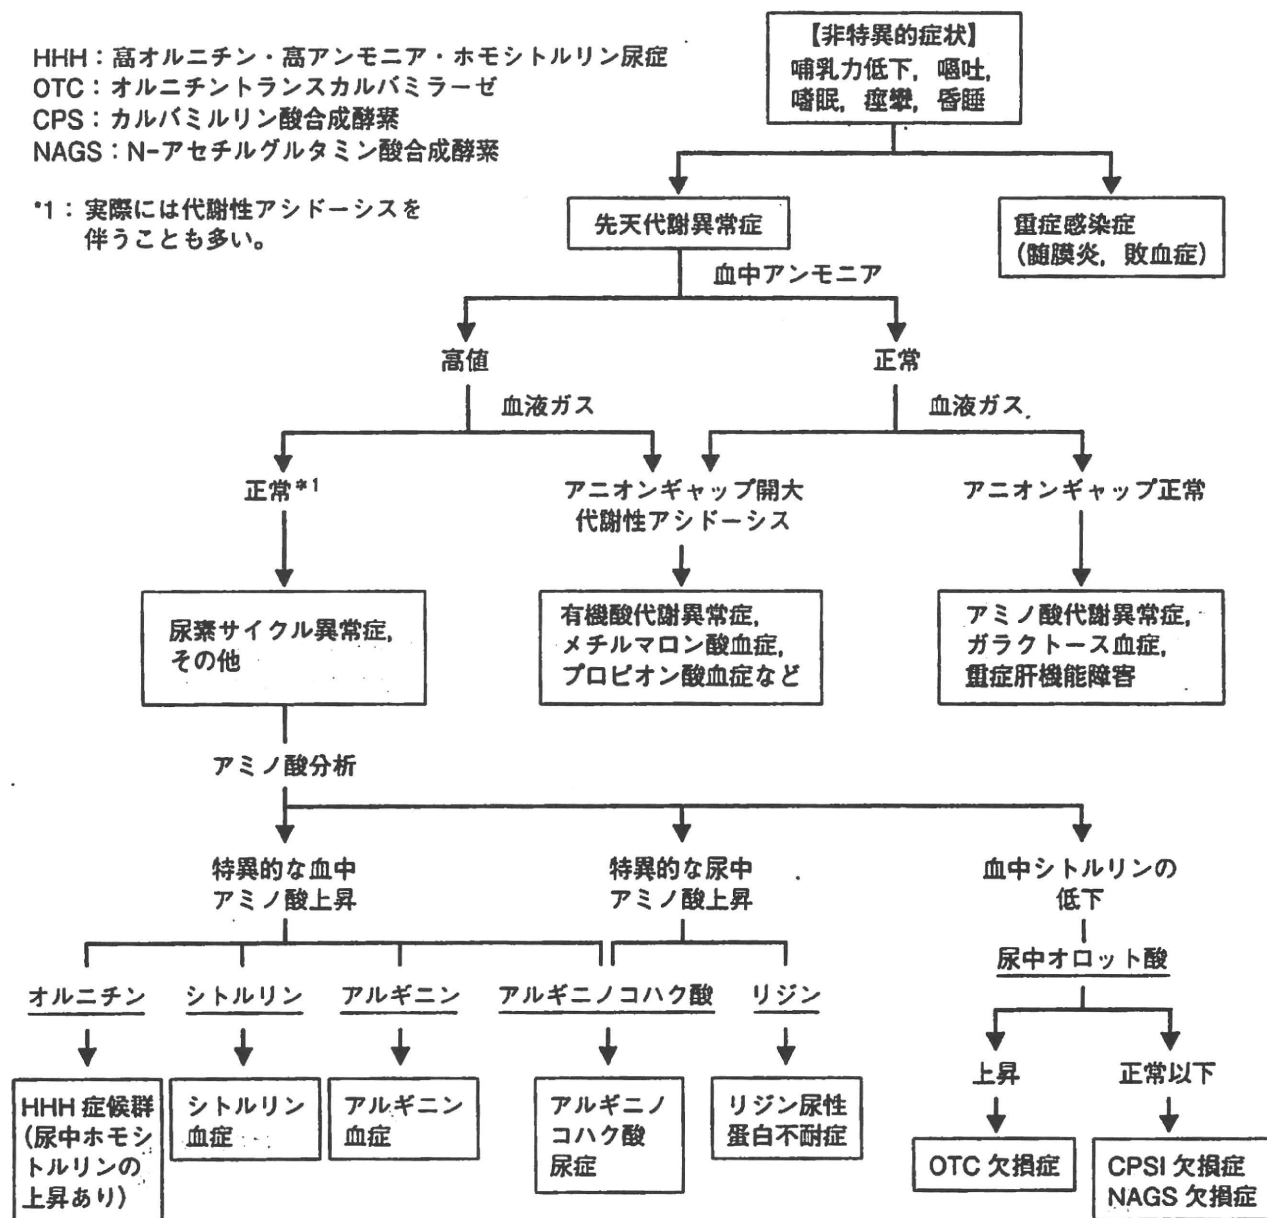 HHH：高オルニチン・高アンモニア・ホモシトルリン尿症
OTC：オルニチントランスカルバミラーゼ
CPS：カルバミルリン酸合成酵素
NAGS：N-アセチルグルタミン酸合成酵素
*1：実際には代謝性アシドーシスを
伴うことも多い。
【非特異的症状】
哺乳力低下，嘔吐，
嗜眠，痙攣，昏睡
先天代謝異常症
重症感染症
（髄膜炎，敗血症）
血中アンモニア
高値
正常
血液ガス
血液ガス
正常*1
アニオンギャップ開大
代謝性アシドーシス
アニオンギャップ正常
尿素サイクル異常症，
その他
有機酸代謝異常症，
メチルマロン酸血症，
プロピオン酸血症など
アミノ酸代謝異常症，
ガラクトース血症，
重症肝機能障害
アミノ酸分析
特異的な血中
アミノ酸上昇
特異的な尿中
アミノ酸上昇
血中シトルリンの
低下
尿中オロット酸
オルニチン
シトルリン
アルギニン
アルギニノコハク酸
リジン
上昇
正常以下
HHH 症候群
（尿中ホモシ
トルリンの
上昇あり）
シトルリン
血症
アルギニン
血症
アルギニノ
コハク酸
尿症
リジン尿性
蛋白不耐症
OTC 欠損症
CPSI 欠損症
NAGS 欠損症